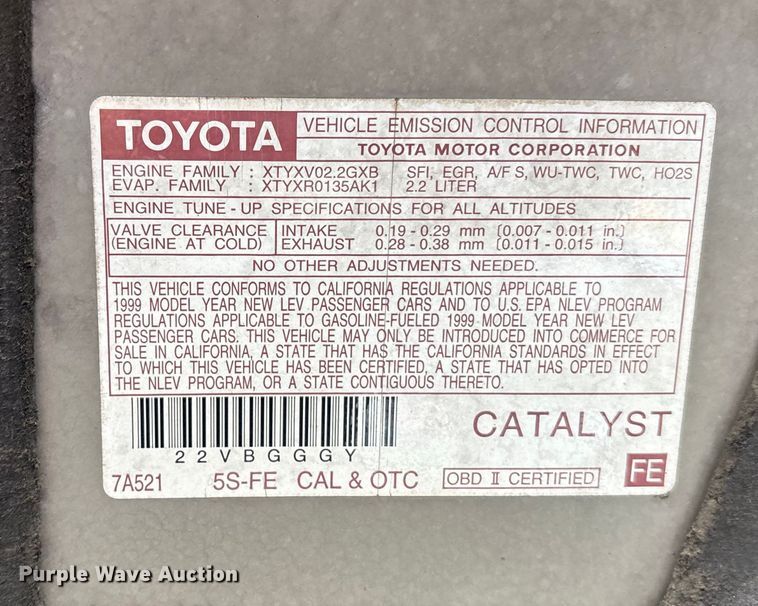 TOYOTA VEHICLE EMISSION CONTROL INFORMATION
TOYOTA MOTOR CORPORATION
ENGINE FAMILY : XTYXV02.2GXB SFI, EGR, A/F S, WU-TWC, TWC, HO2S
EVAP. FAMILY : XTYXR0135AK1 2.2 LITER
ENGINE TUNE-UP SPECIFICATIONS FOR ALL ALTITUDES
VALVE CLEARANCE INTAKE 0.19 - 0.29 mm (0.007 - 0.011 in.)
(ENGINE AT COLD) EXHAUST 0.28 - 0.38 mm (0.011 - 0.015 in.)
NO OTHER ADJUSTMENTS NEEDED.
THIS VEHICLE CONFORMS TO CALIFORNIA REGULATIONS APPLICABLE TO
1999 MODEL YEAR NEW LEV PASSENGER CARS AND TO U.S. EPA NLEV PROGRAM
REGULATIONS APPLICABLE TO GASOLINE-FUELED 1999 MODEL YEAR NEW LEV
PASSENGER CARS. THIS VEHICLE MAY ONLY BE INTRODUCED INTO COMMERCE FOR
SALE IN CALIFORNIA, A STATE THAT HAS THE CALIFORNIA STANDARDS IN EFFECT
TO WHICH THIS VEHICLE HAS BEEN CERTIFIED, A STATE THAT HAS OPTED INTO
THE NLEV PROGRAM, OR A STATE CONTIGUOUS THERETO.
22VBGGGY
CATALYST
7A521 5S-FE CAL & OTC OBD II CERTIFIED FE
Purple Wave Auction